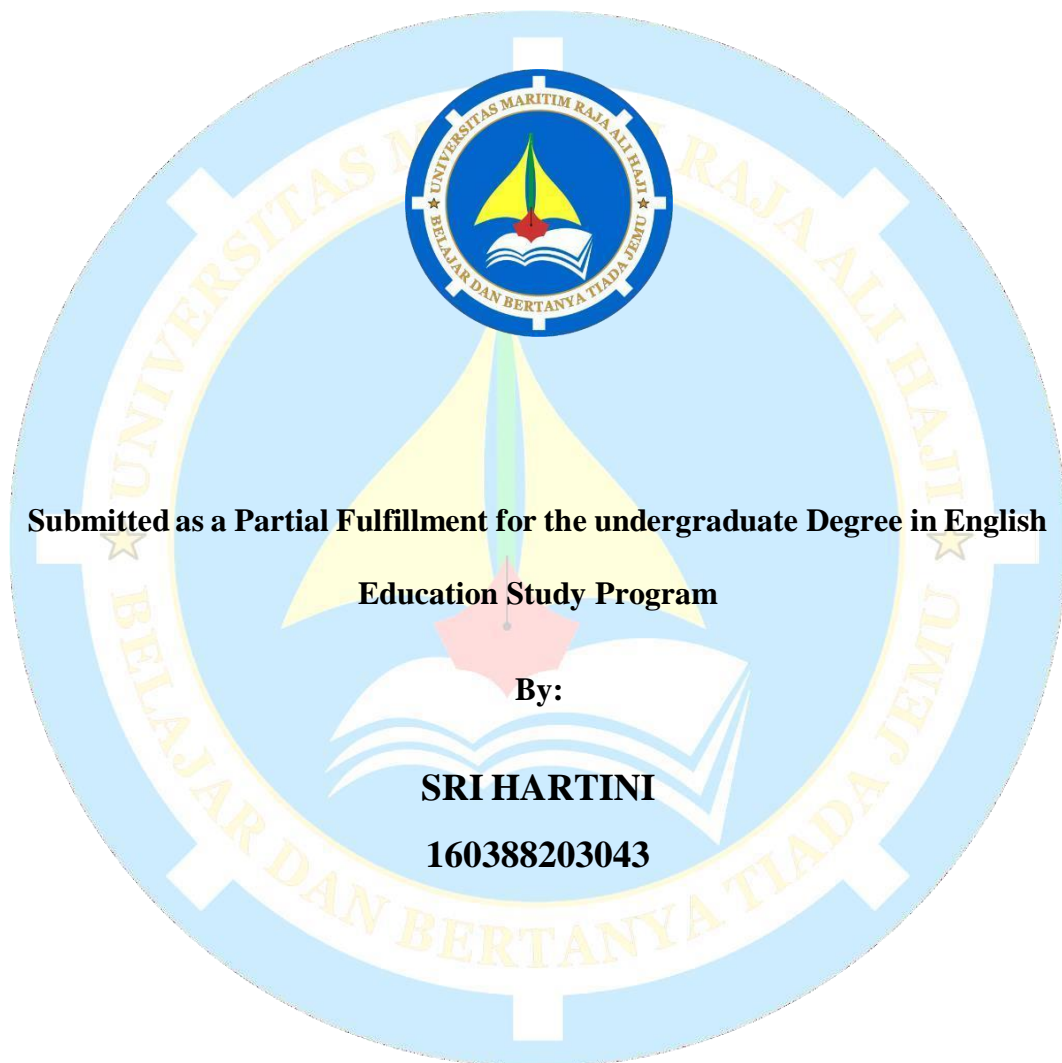 UNIVERSITAS MARITIM RAJA ALI HAJI
BELAJAR DAN BERTANYA TIADA JEMU
UNIVERSITAS M RAJA ALI HAJI
BELAJAR DAN BERTANYA TIADA JEMU
Submitted as a Partial Fulfillment for the undergraduate Degree in English
Education Study Program
By:
SRI HARTINI
160388203043